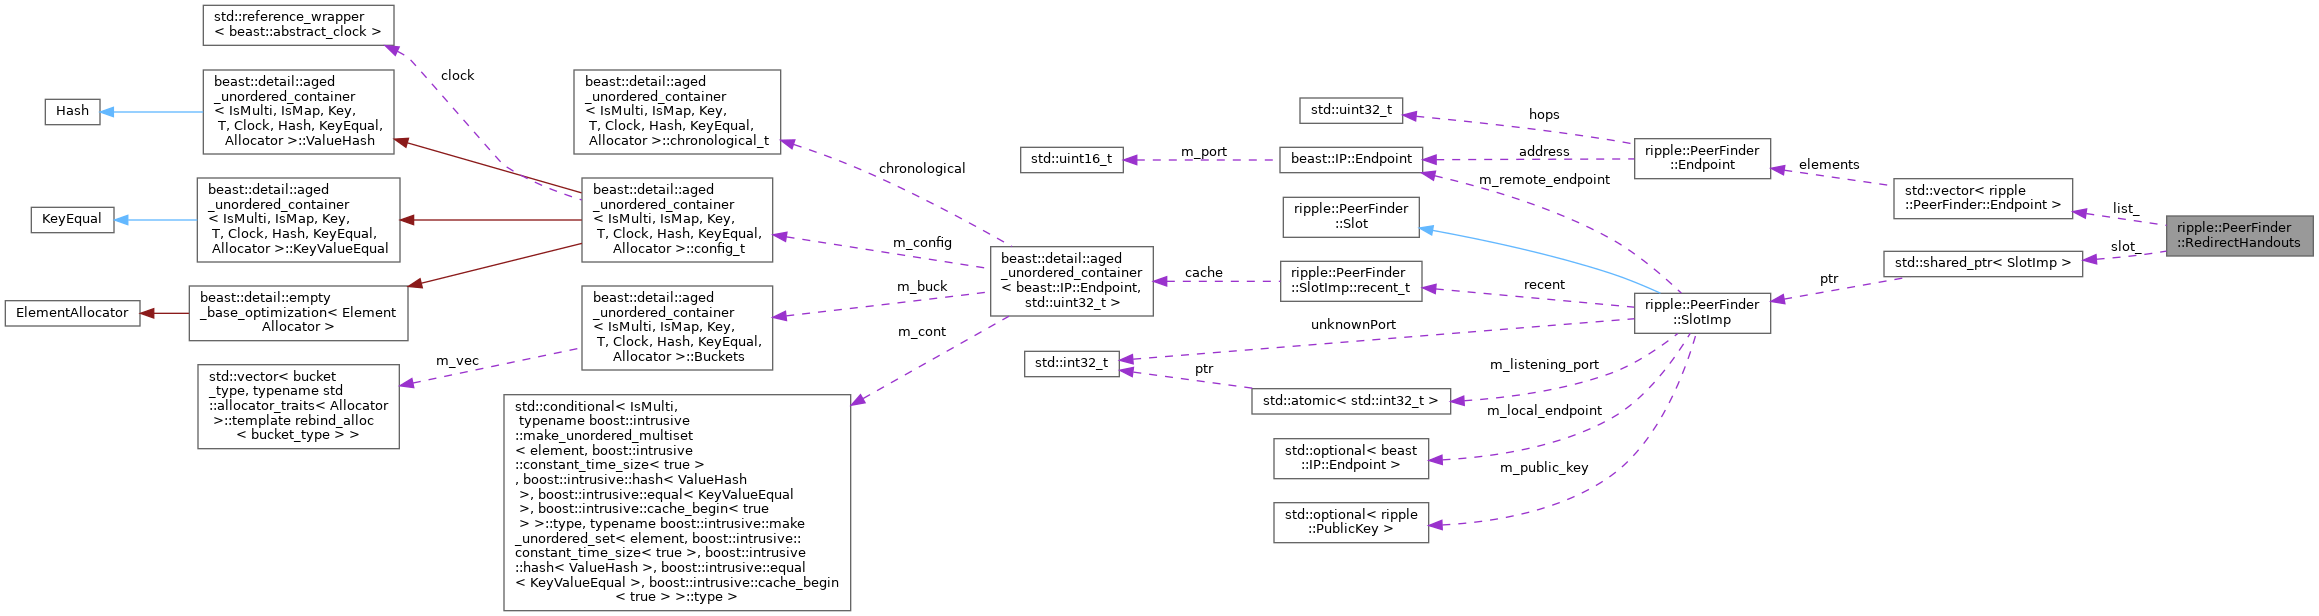 std::reference_wrapper
< beast::abstract_clock >
beast::detail::aged
_unordered_container
< IsMulti, IsMap, Key,
T, Clock, Hash, KeyEqual,
Allocator >::ValueHash
Hash
beast::detail::aged
_unordered_container
< IsMulti, IsMap, Key,
T, Clock, Hash, KeyEqual,
Allocator >::KeyValueEqual
KeyEqual
beast::detail::empty
_base_optimization< Element
Allocator >
ElementAllocator
std::vector< bucket
_type, typename std
::allocator_traits< Allocator
>::template rebind_alloc
< bucket_type > >
clock
m_vec
beast::detail::aged
_unordered_container
< IsMulti, IsMap, Key,
T, Clock, Hash, KeyEqual,
Allocator >::chronological_t
beast::detail::aged
_unordered_container
< IsMulti, IsMap, Key,
T, Clock, Hash, KeyEqual,
Allocator >::config_t
beast::detail::aged
_unordered_container
< IsMulti, IsMap, Key,
T, Clock, Hash, KeyEqual,
Allocator >::Buckets
std::conditional< IsMulti,
typename boost::intrusive
::make_unordered_multiset
< element, boost::intrusive
::constant_time_size< true >
, boost::intrusive::hash< ValueHash
>, boost::intrusive::equal< KeyValueEqual
>, boost::intrusive::cache_begin< true
> >::type, typename boost::intrusive::make
_unordered_set< element, boost::intrusive::
constant_time_size< true >, boost::intrusive
::hash< ValueHash >, boost::intrusive::equal
< KeyValueEqual >, boost::intrusive::cache_begin
< true > >::type >
chronological
m_config
m_buck
m_cont
beast::detail::aged
_unordered_container
< beast::IP::Endpoint,
std::uint32_t >
std::uint16_t
std::int32_t
m_port
cache
ptr
std::uint32_t
beast::IP::Endpoint
ripple::PeerFinder
::Slot
ripple::PeerFinder
::SlotImp::recent_t
std::atomic< std::int32_t >
std::optional< beast
::IP::Endpoint >
std::optional< ripple
::PublicKey >
hops
address
m_remote_endpoint
recent
unknownPort
m_listening_port
m_local_endpoint
m_public_key
ripple::PeerFinder
::Endpoint
ripple::PeerFinder
::SlotImp
elements
ptr
std::vector< ripple
::PeerFinder::Endpoint >
std::shared_ptr< SlotImp >
list_
slot_
ripple::PeerFinder
::RedirectHandouts